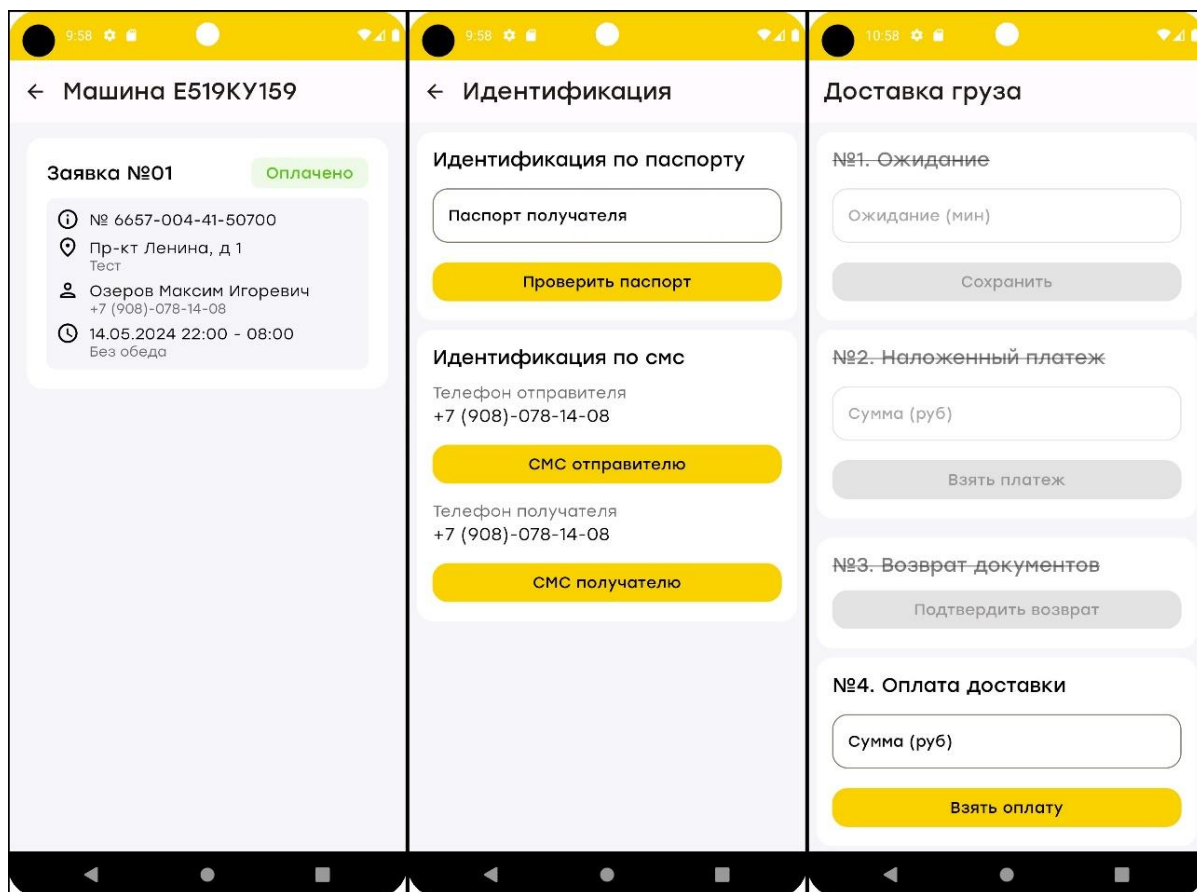 9:58
Машина Е519КУ159
Заявка №01
Оплачено
№ 6657-004-41-50700
Пр-кт Ленина, д 1
Тест
Озеров Максим Игоревич
+7 (908)-078-14-08
14.05.2024 22:00 - 08:00
Без обеда
9:58
Идентификация
Идентификация по паспорту
Паспорт получателя
Проверить паспорт
Идентификация по смс
Телефон отправителя
+7 (908)-078-14-08
СМС отправителю
Телефон получателя
+7 (908)-078-14-08
СМС получателю
10:58
Доставка груза
№1. Ожидание
Ожидание (мин)
Сохранить
№2. Наложенный платеж
Сумма (руб)
Взять платеж
№3. Возврат документов
Подтвердить возврат
№4. Оплата доставки
Сумма (руб)
Взять оплату